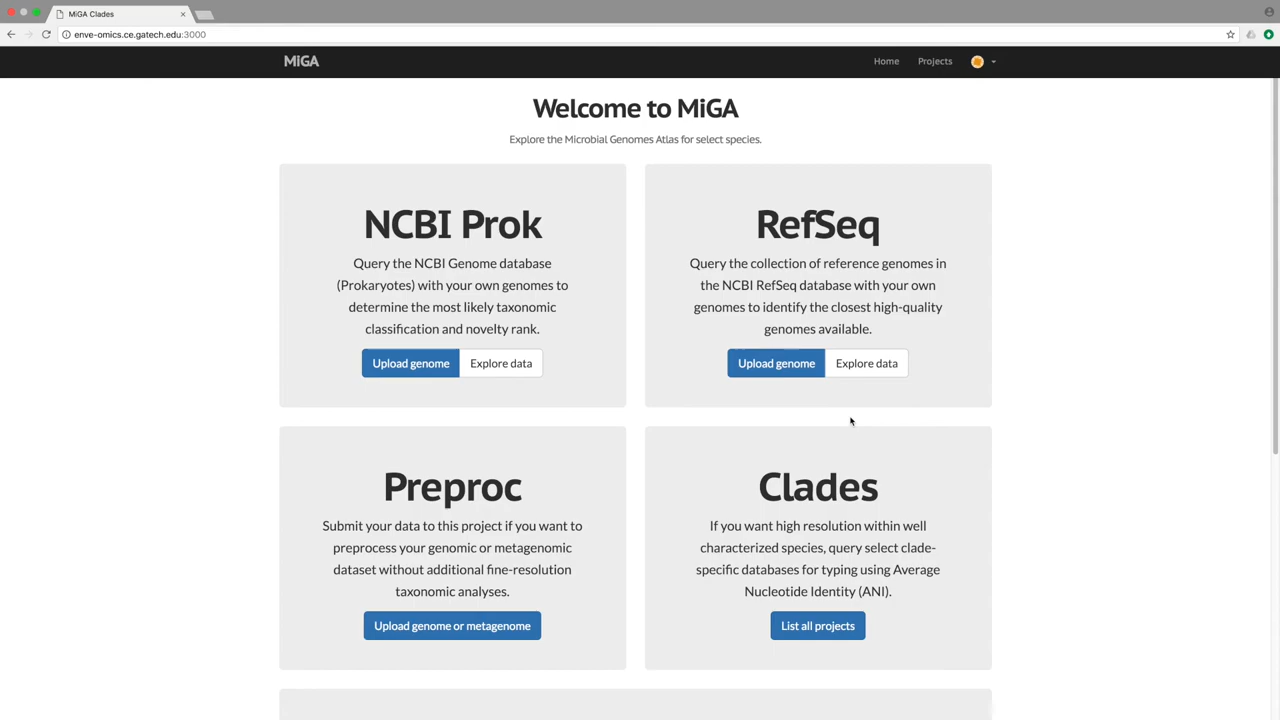 MiGA Clades
enve-omics.ce.gatech.edu:3000
MiGA
Home
Projects
Welcome to MiGA
Explore the Microbial Genomes Atlas for select species.
NCBI Prok
Query the NCBI Genome database
(Prokaryotes) with your own genomes to
determine the most likely taxonomic
classification and novelty rank.
Upload genome
Explore data
RefSeq
Query the collection of reference genomes in
the NCBI RefSeq database with your own
genomes to identify the closest high-quality
genomes available.
Upload genome
Explore data
Preproc
Submit your data to this project if you want to
preprocess your genomic or metagenomic
dataset without additional fine-resolution
taxonomic analyses.
Upload genome or metagenome
Clades
If you want high resolution within well
characterized species, query select clade-
specific databases for typing using Average
Nucleotide Identity (ANI).
List all projects